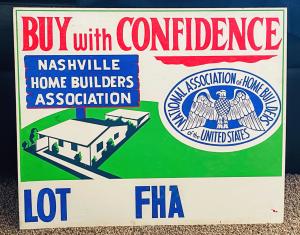 BUY with CONFIDENCE
NASHVILLE
HOME BUILDERS
ASSOCIATION
NATIONAL ASSOCIATION of HOME BUILDERS
of the UNITED STATES
LOT FHA